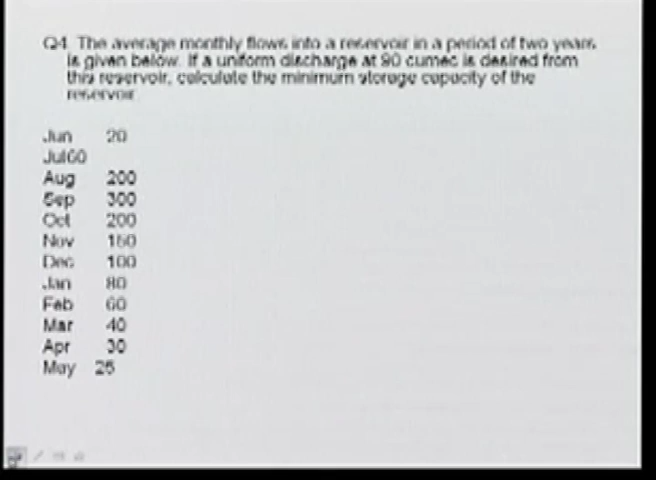 Q4. The average monthly flows into a reservoir in a period of two years
is given below. If a uniform discharge at 90 cumec is desired from
this reservoir, calculate the minimum storage capacity of the
reservoir
Jun 20
Jul60
Aug 200
Sep 300
Oct 200
Nov 150
Dec 100
Jan 80
Feb 60
Mar 40
Apr 30
May 25